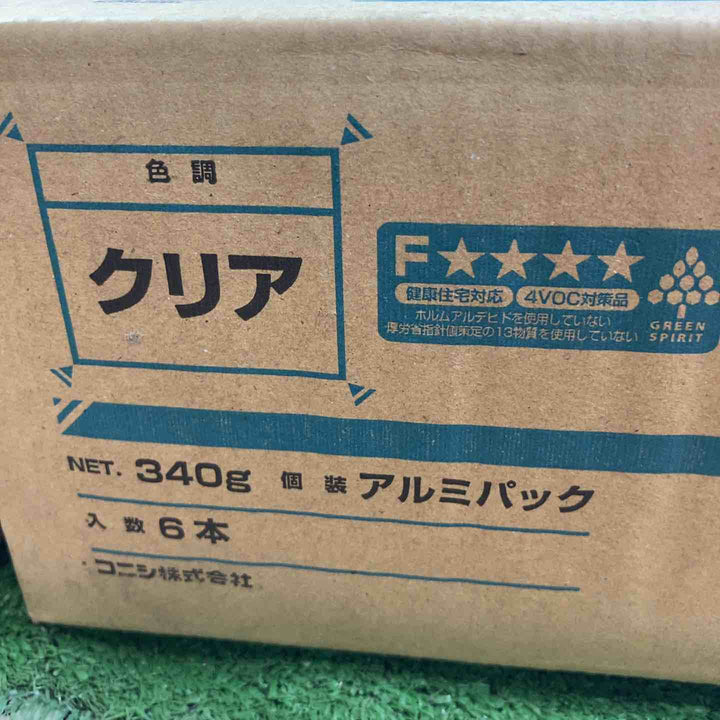 色調
クリア
F★★★★
健康住宅対応 4VOC対策品
ホルムアルデヒドを使用していない
厚労省指針値策定の13物質を使用していない
GREEN
SPIRIT
NET. 340g 個装 アルミパック
入数 6本
コニシ株式会社